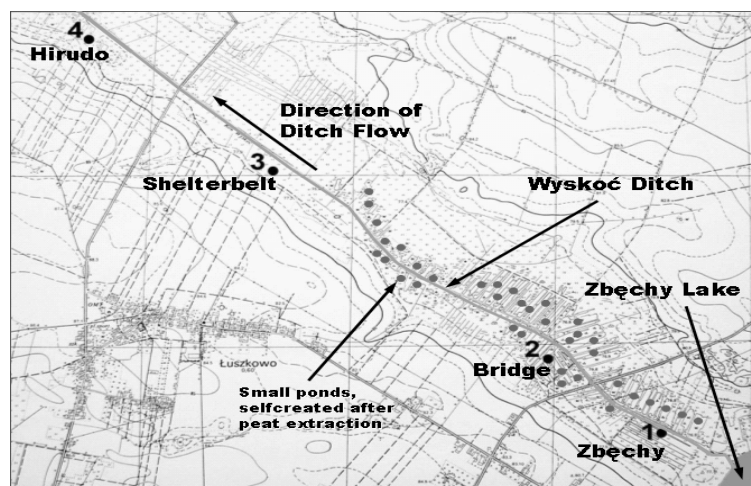 4
Hirudo
Direction of
Ditch Flow
3
Shelterbelt
Wyskoć Ditch
Zbęchy Lake
2
Bridge
Łuszkowo
Small ponds,
selfcreated after
peat extraction
1
Zbęchy